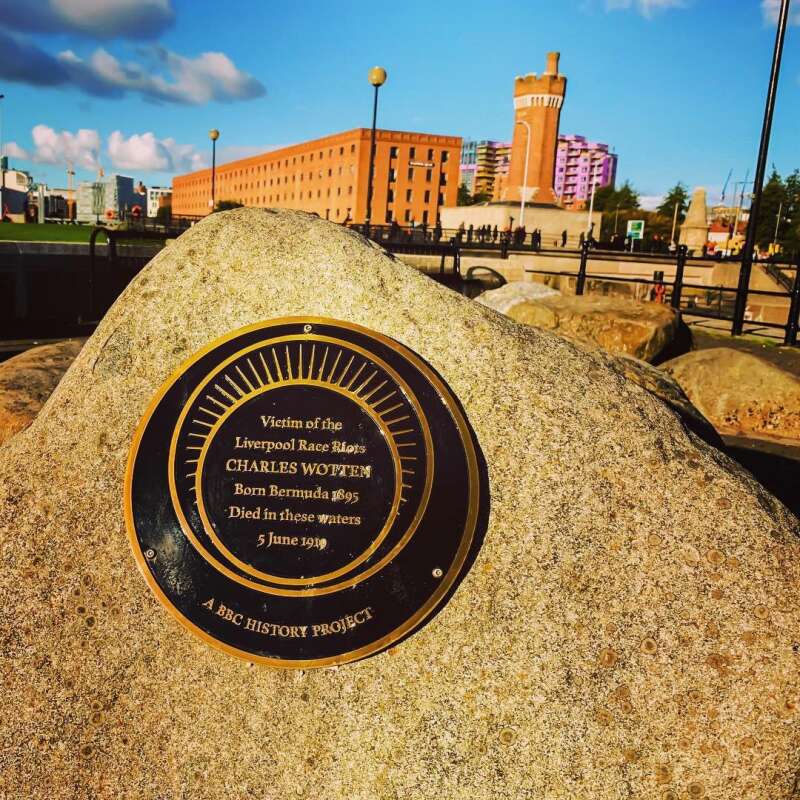 Victim of the
Liverpool Race Riots
CHARLES WOTTEN
Born Bermuda 1895
Died in these waters
5 June 1919
A BBC HISTORY PROJECT